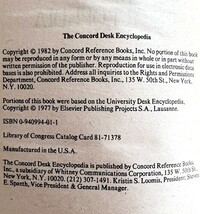 The Concord Desk Encyclopedia
Copyright © 1982 by Concord Reference Books, Inc. No portion of this book
may be reproduced in any form or by any means in whole or in part without
written permission of the publisher. Reproduction for use in electronic data
bases is also prohibited. Address all inquiries to the Rights and Permissions
Department, Concord Reference Books, Inc., 135 W. 50th St., New York,
N.Y. 10020.
Portions of this book were based on the University Desk Encyclopedia.
Copyright © 1977 by Elsevier Publishing Projects S.A., Lausanne.
ISBN 0-940994-01-1
Library of Congress Catalog Card 81-71378
Manufactured in the U.S.A.
The Concord Desk Encyclopedia is published by Concord Reference Books,
Inc., a subsidiary of Whitney Communications Corporation, 135 W. 50th St.,
New York, N.Y. 10020. (212) 307-1491. Kristin S. Loomis, President; Steven
E. Spaeth, Vice President & General Manager.